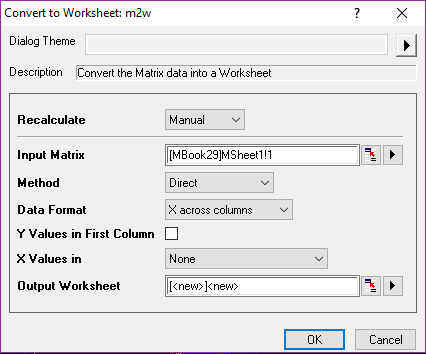 Convert to Worksheet: m2w
Dialog Theme
Description Convert the Matrix data into a Worksheet
Recalculate Manual
Input Matrix [MBook29]MSheet1!1
Method Direct
Data Format X across columns
Y Values in First Column
X Values in None
Output Worksheet [<new>]<new>
OK Cancel